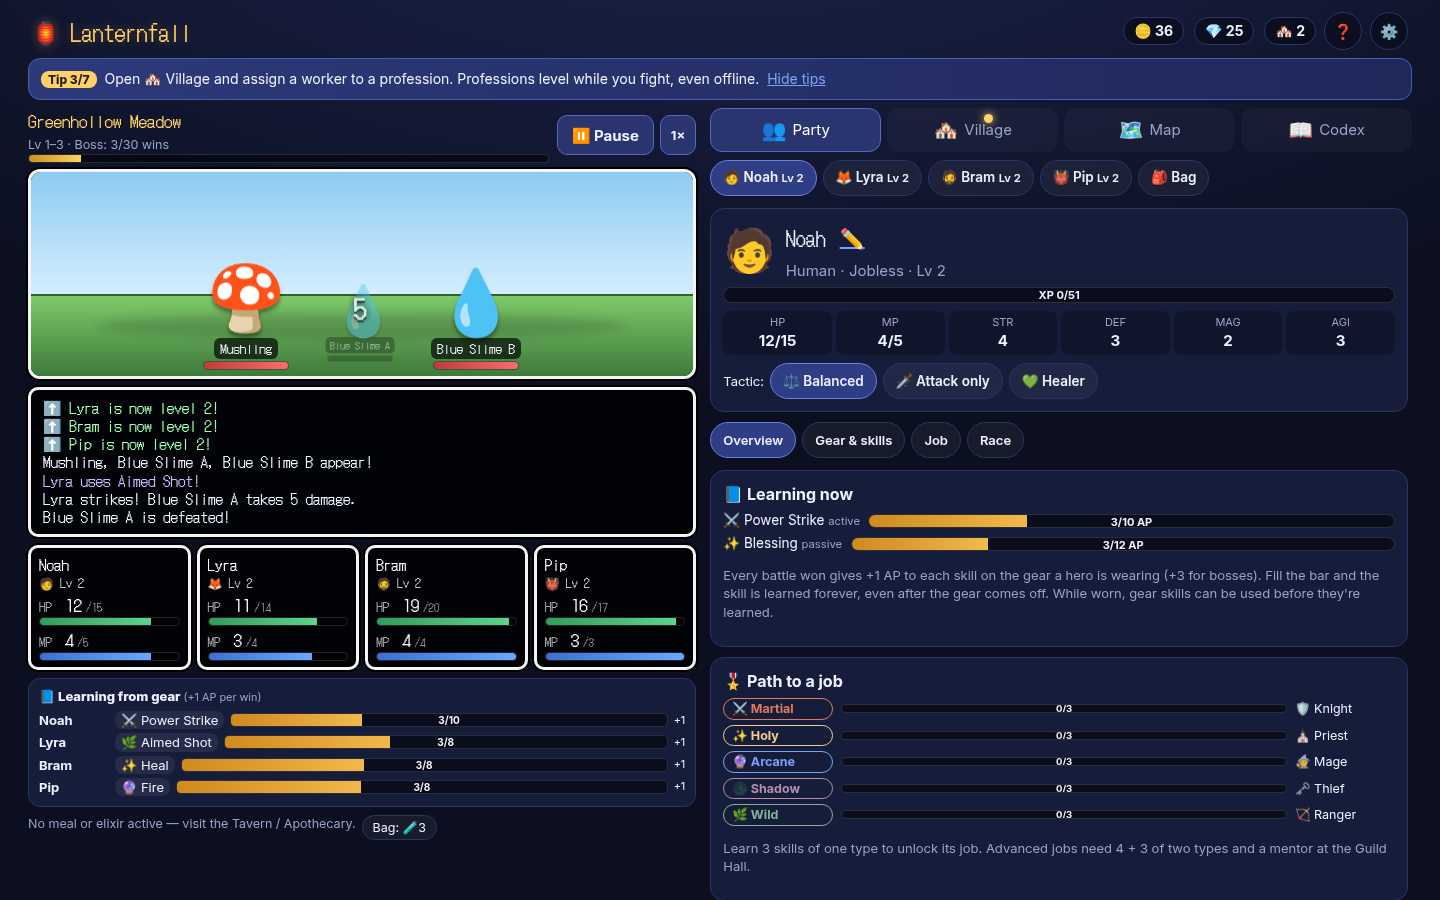 Lanternfall
36
25
2
Tip 3/7 Open Village and assign a worker to a profession. Professions level while you fight, even offline. Hide tips
Greenhollow Meadow
Lv 1–3 · Boss: 3/30 wins
Pause
1×
Party
Village
Map
Codex
Noah Lv 2
Lyra Lv 2
Bram Lv 2
Pip Lv 2
Bag
5
Mushling
Blue Slime A
Blue Slime B
Lyra is now level 2!
Bram is now level 2!
Pip is now level 2!
Mushling, Blue Slime A, Blue Slime B appear!
Lyra uses Aimed Shot!
Lyra strikes! Blue Slime A takes 5 damage.
Blue Slime A is defeated!
Noah
Lv 2
HP 12 /15
MP 4 /5
Lyra
Lv 2
HP 11 /14
MP 3 /4
Bram
Lv 2
HP 19 /20
MP 4 /4
Pip
Lv 2
HP 16 /17
MP 3 /3
Learning from gear (+1 AP per win)
Noah Power Strike 3/10 +1
Lyra Aimed Shot 3/8 +1
Bram Heal 3/8 +1
Pip Fire 3/8 +1
No meal or elixir active — visit the Tavern / Apothecary. Bag: 3
Noah
Human · Jobless · Lv 2
XP 0/51
HP MP STR DEF MAG AGI
12/15 4/5 4 3 2 3
Tactic: Balanced Attack only Healer
Overview Gear & skills Job Race
Learning now
Power Strike active 3/10 AP
Blessing passive 3/12 AP
Every battle won gives +1 AP to each skill on the gear a hero is wearing (+3 for bosses). Fill the bar and the
skill is learned forever, even after the gear comes off. While worn, gear skills can be used before they're
learned.
Path to a job
Martial 0/3 Knight
Holy 0/3 Priest
Arcane 0/3 Mage
Shadow 0/3 Thief
Wild 0/3 Ranger
Learn 3 skills of one type to unlock its job. Advanced jobs need 4 + 3 of two types and a mentor at the Guild
Hall.